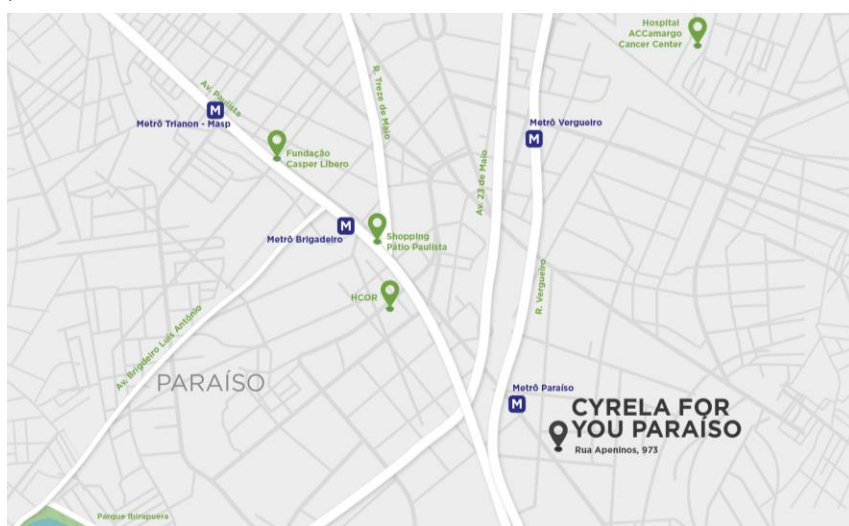 Hospital
ACCamargo
Cancer Center
Av. Paulista
R. Treze de Maio
M
Metrô Trianon - Masp
Metrô Vergueiro
M
Fundação
Casper Líbero
Av. 23 de Maio
M
Metrô Brigadeiro
Shopping
Pátio Paulista
HCOR
R. Vergueiro
Av. Brigdeiro Luís Antônio
PARAÍSO
Metrô Paraíso
M
CYRELA FOR
YOU PARAÍSO
Rua Apeninos, 973
Parque Ibirapuera